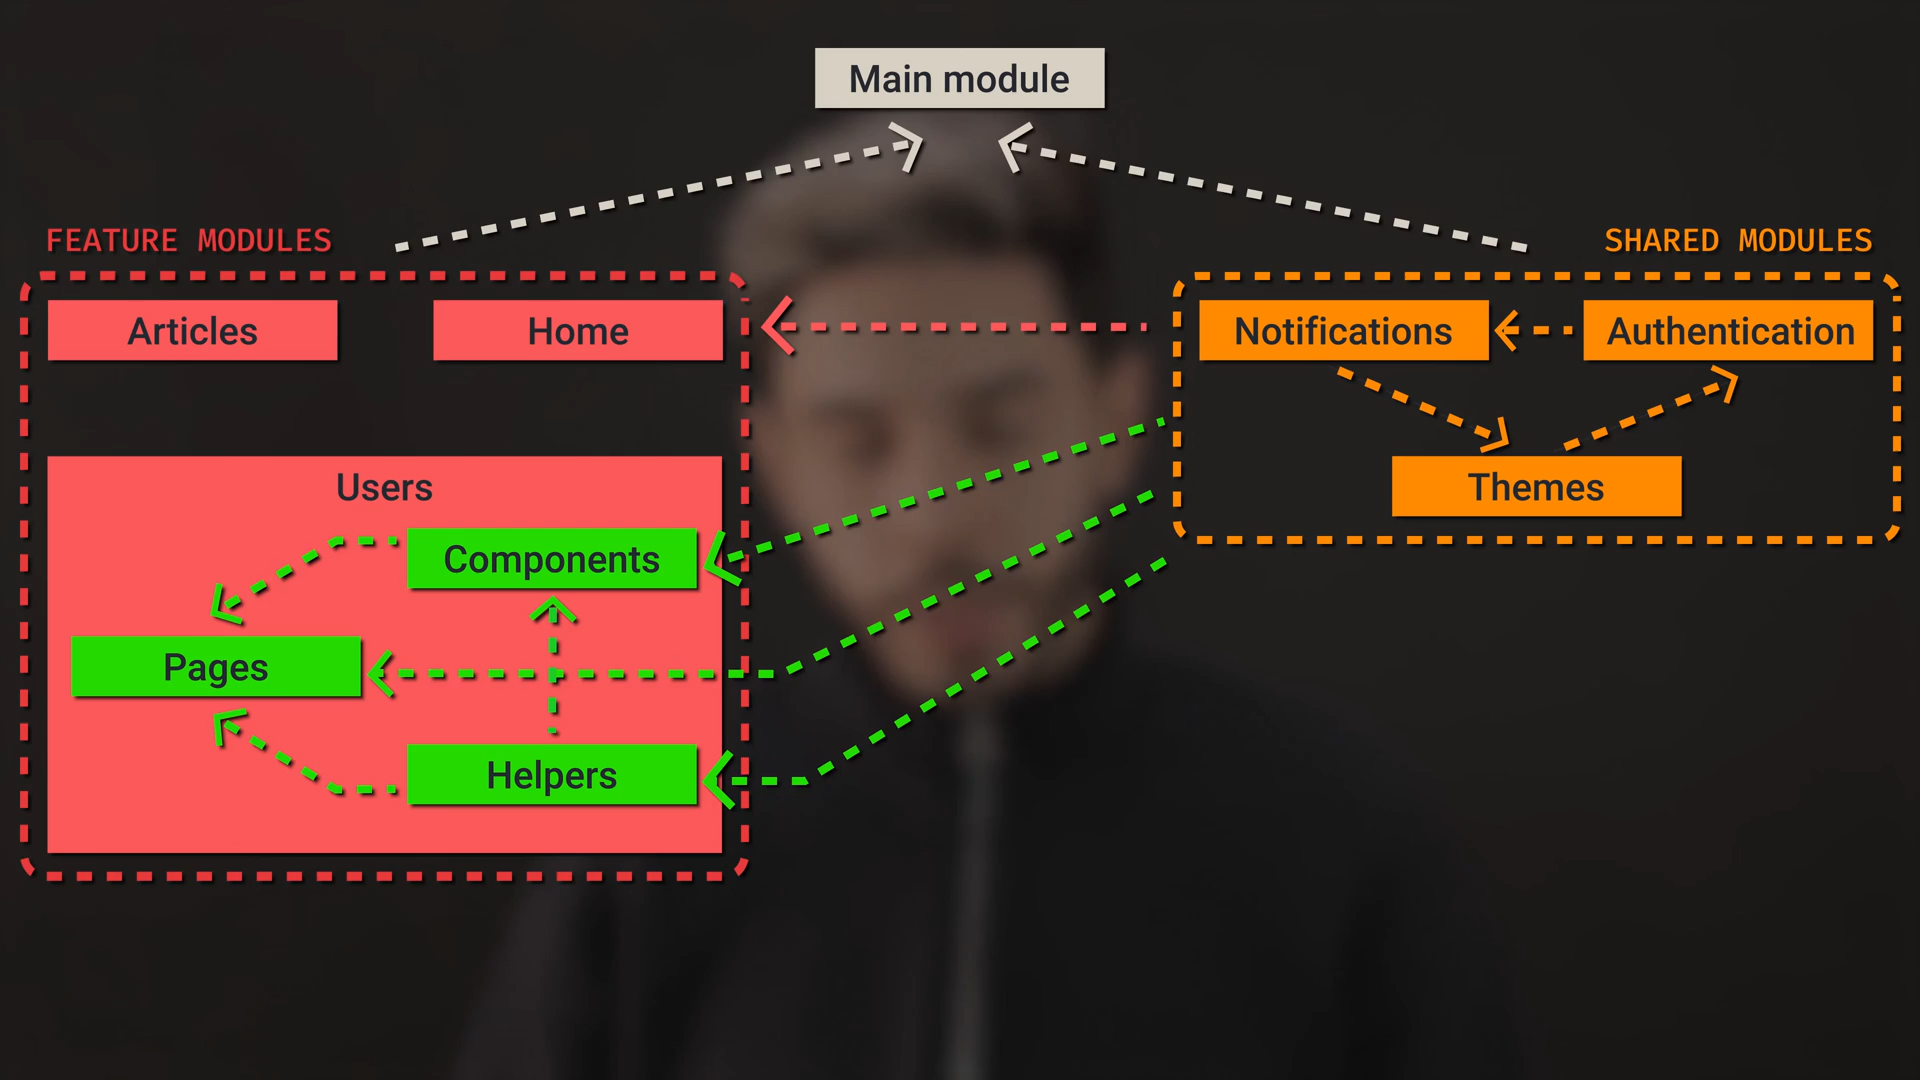 Main module
FEATURE MODULES
SHARED MODULES
Articles
Home
Notifications
Authentication
Users
Themes
Components
Pages
Helpers